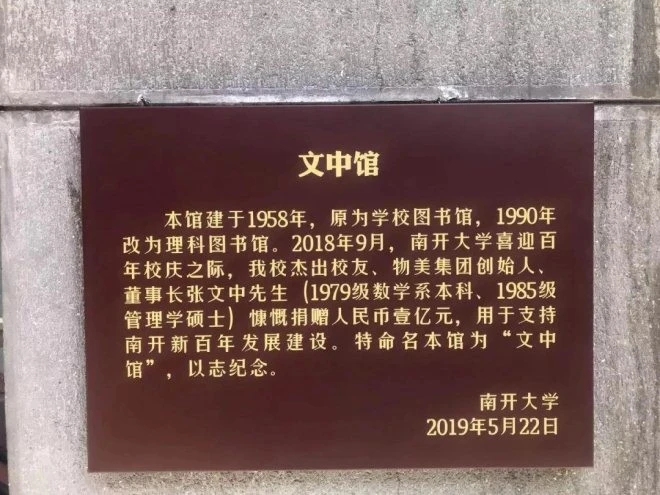 文中馆
本馆建于1958年，原为学校图书馆，1990年
改为理科图书馆。2018年9月，南开大学喜迎百
年校庆之际，我校杰出校友、物美集团创始人、
董事长张文中先生（1979级数学系本科、1985级
管理学硕士）慷慨捐赠人民币壹亿元，用于支持
南开新百年发展建设。特命名本馆为“文中
馆”，以志纪念。
南开大学
2019年5月22日